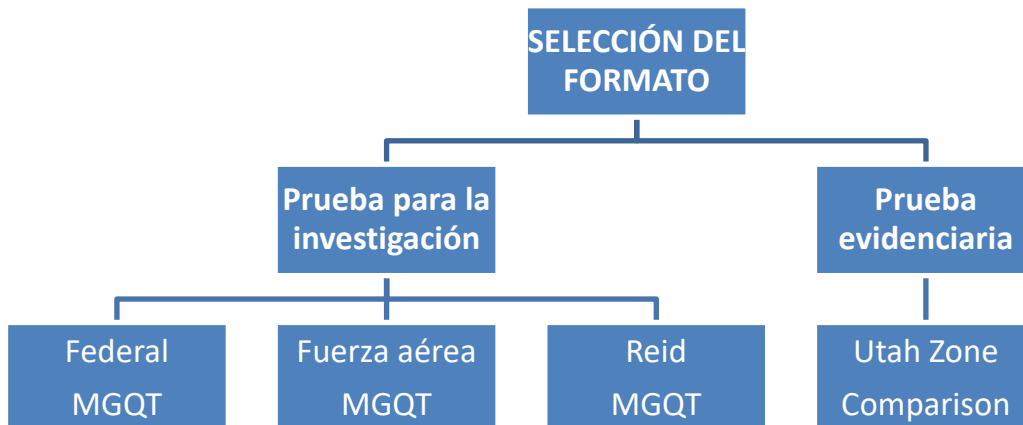 SELECCIÓN DEL
FORMATO
Prueba para la
investigación
Prueba
evidenciaria
Federal
MGQT
Fuerza aérea
MGQT
Reid
MGQT
Utah Zone
Comparison